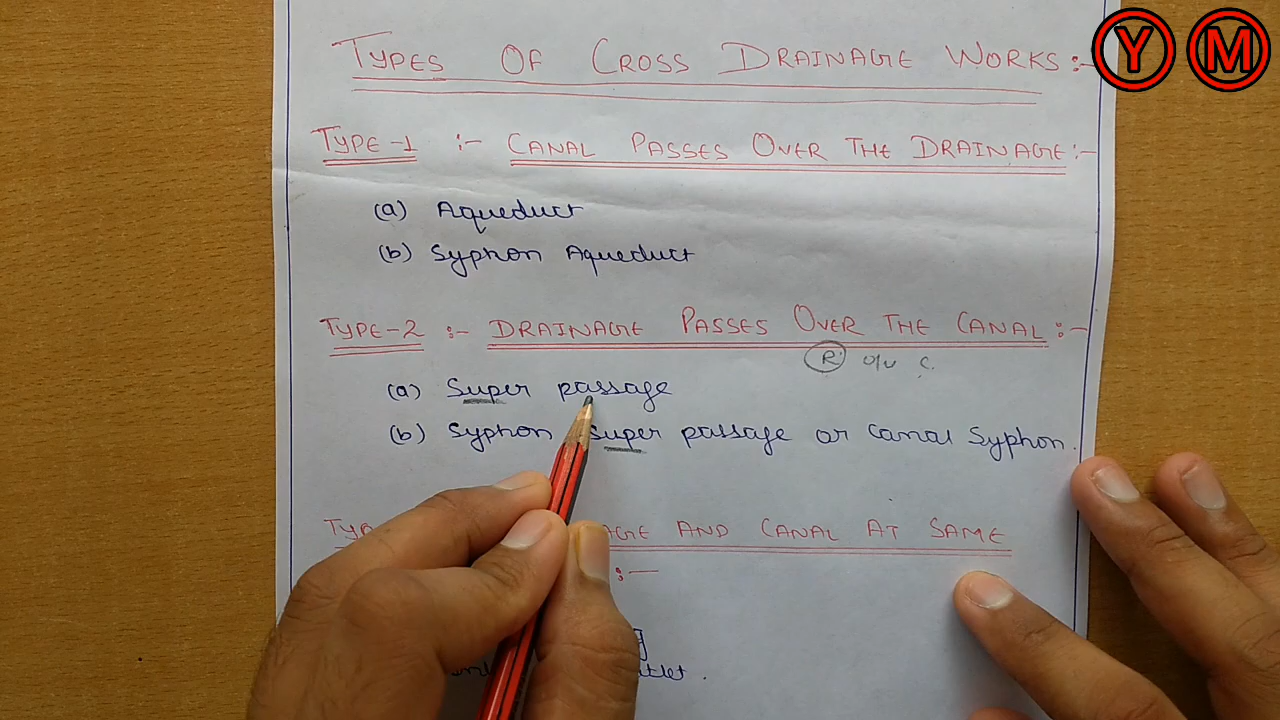 Y M
TYPES OF CROSS DRAINAGE WORKS:-
TYPE-1 :- CANAL PASSES OVER THE DRAINAGE:-
(a) Aqueduct
(b) Syphon Aqueduct
TYPE-2 :- DRAINAGE PASSES OVER THE CANAL:-
R o/v C.
(a) Super passage
(b) Syphon super passage or canal Syphon.
AND CANAL AT SAME
:-